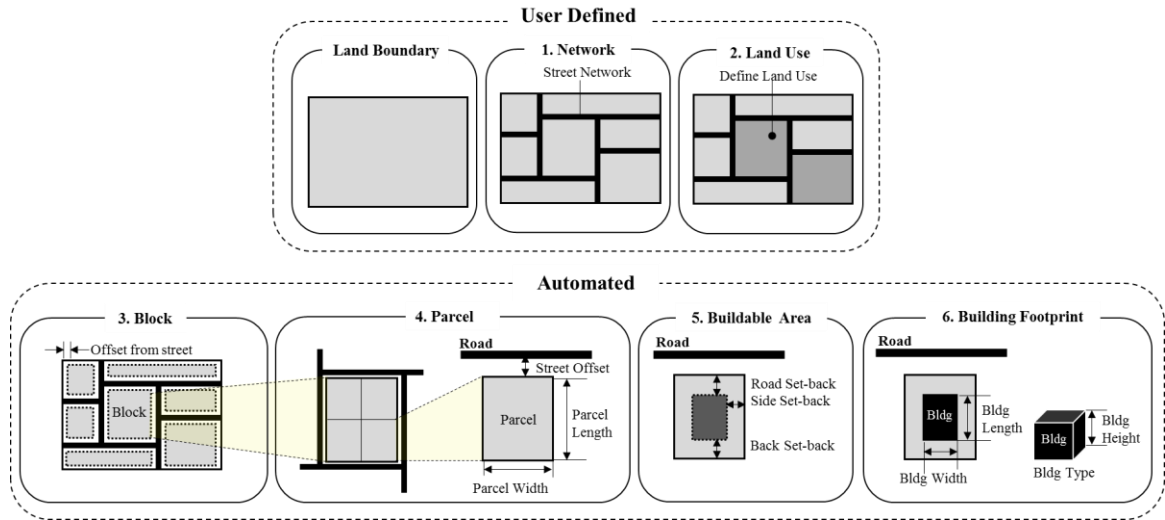 User Defined
Land Boundary
1. Network
Street Network
2. Land Use
Define Land Use
Automated
3. Block
Offset from street
Block
4. Parcel
Road
Street Offset
Parcel
Parcel
Length
Parcel Width
5. Buildable Area
Road
Road Set-back
Side Set-back
Back Set-back
6. Building Footprint
Road
Bldg
Bldg
Length
Bldg Width
Bldg
Bldg
Height
Bldg Type